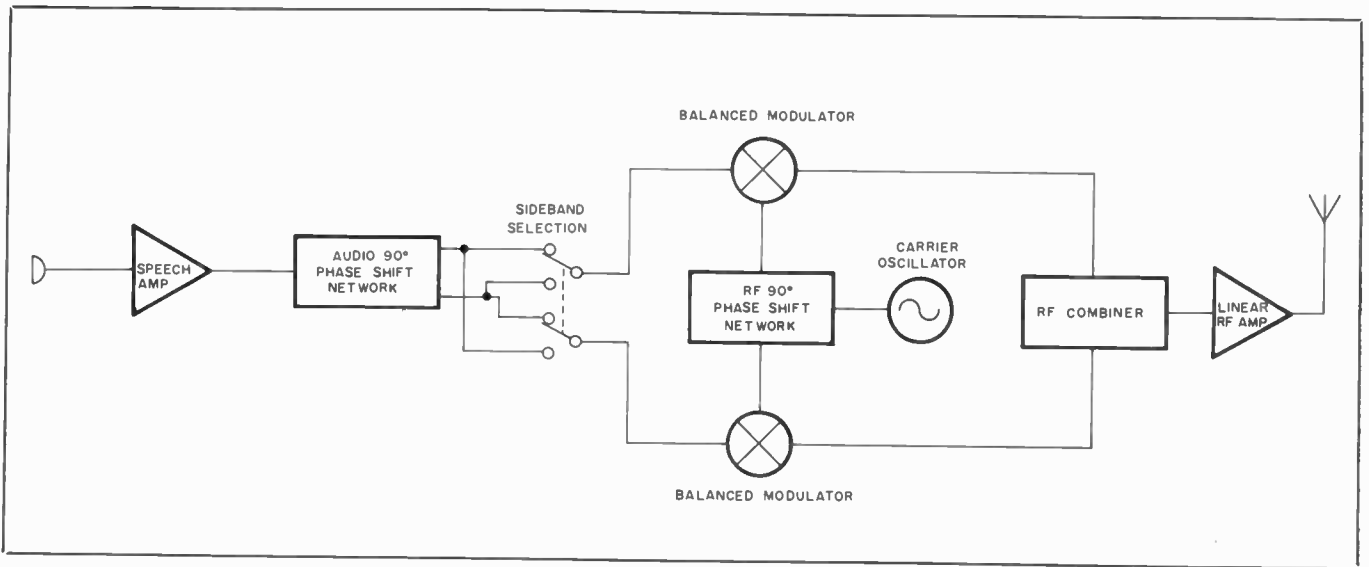 BALANCED MODULATOR
SIDEBAND
SELECTION
SPEECH
AMP
AUDIO 90°
PHASE SHIFT
NETWORK
CARRIER
OSCILLATOR
RF 90°
PHASE SHIFT
NETWORK
RF COMBINER
LINEAR
RF AMP
BALANCED MODULATOR